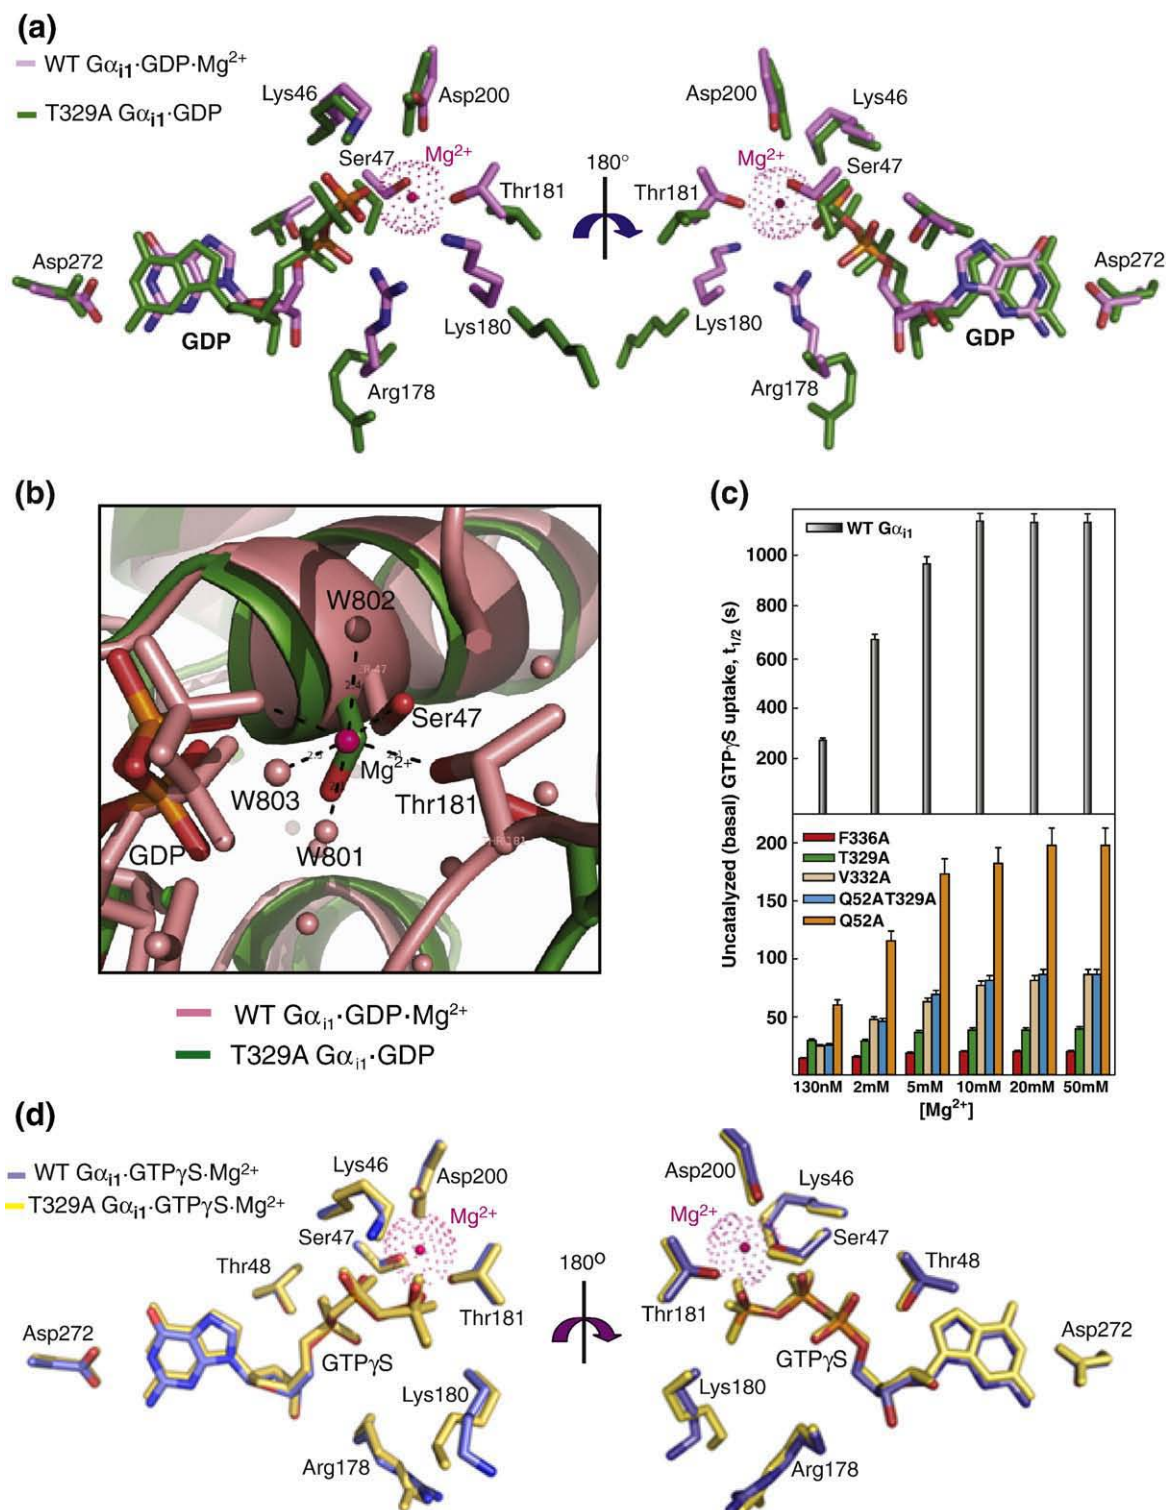 (a)
WT Gαi1·GDP·Mg²⁺
T329A Gαi1·GDP
Lys46
Asp200
Ser47
Mg²⁺
Thr181
Asp272
GDP
Lys180
Arg178
180°
Asp200
Lys46
Mg²⁺
Ser47
Thr181
Asp272
Lys180
GDP
Arg178
(b)
W802
Ser47
Mg²⁺
W803
Thr181
GDP
W801
WT Gαi1·GDP·Mg²⁺
T329A Gαi1·GDP
(c)
Uncatalyzed (basal) GTPγS uptake, t1/2 (s)
WT Gαi1
1000
800
600
400
200
F336A
T329A
V332A
Q52AT329A
Q52A
200
150
100
50
130nM 2mM 5mM 10mM 20mM 50mM
[Mg²⁺]
(d)
WT Gαi1·GTPγS·Mg²⁺
T329A Gαi1·GTPγS·Mg²⁺
Lys46
Asp200
Mg²⁺
Ser47
Thr48
Thr181
Asp272
GTPγS
Lys180
Arg178
180°
Asp200
Lys46
Mg²⁺
Ser47
Thr48
Thr181
Asp272
GTPγS
Lys180
Arg178